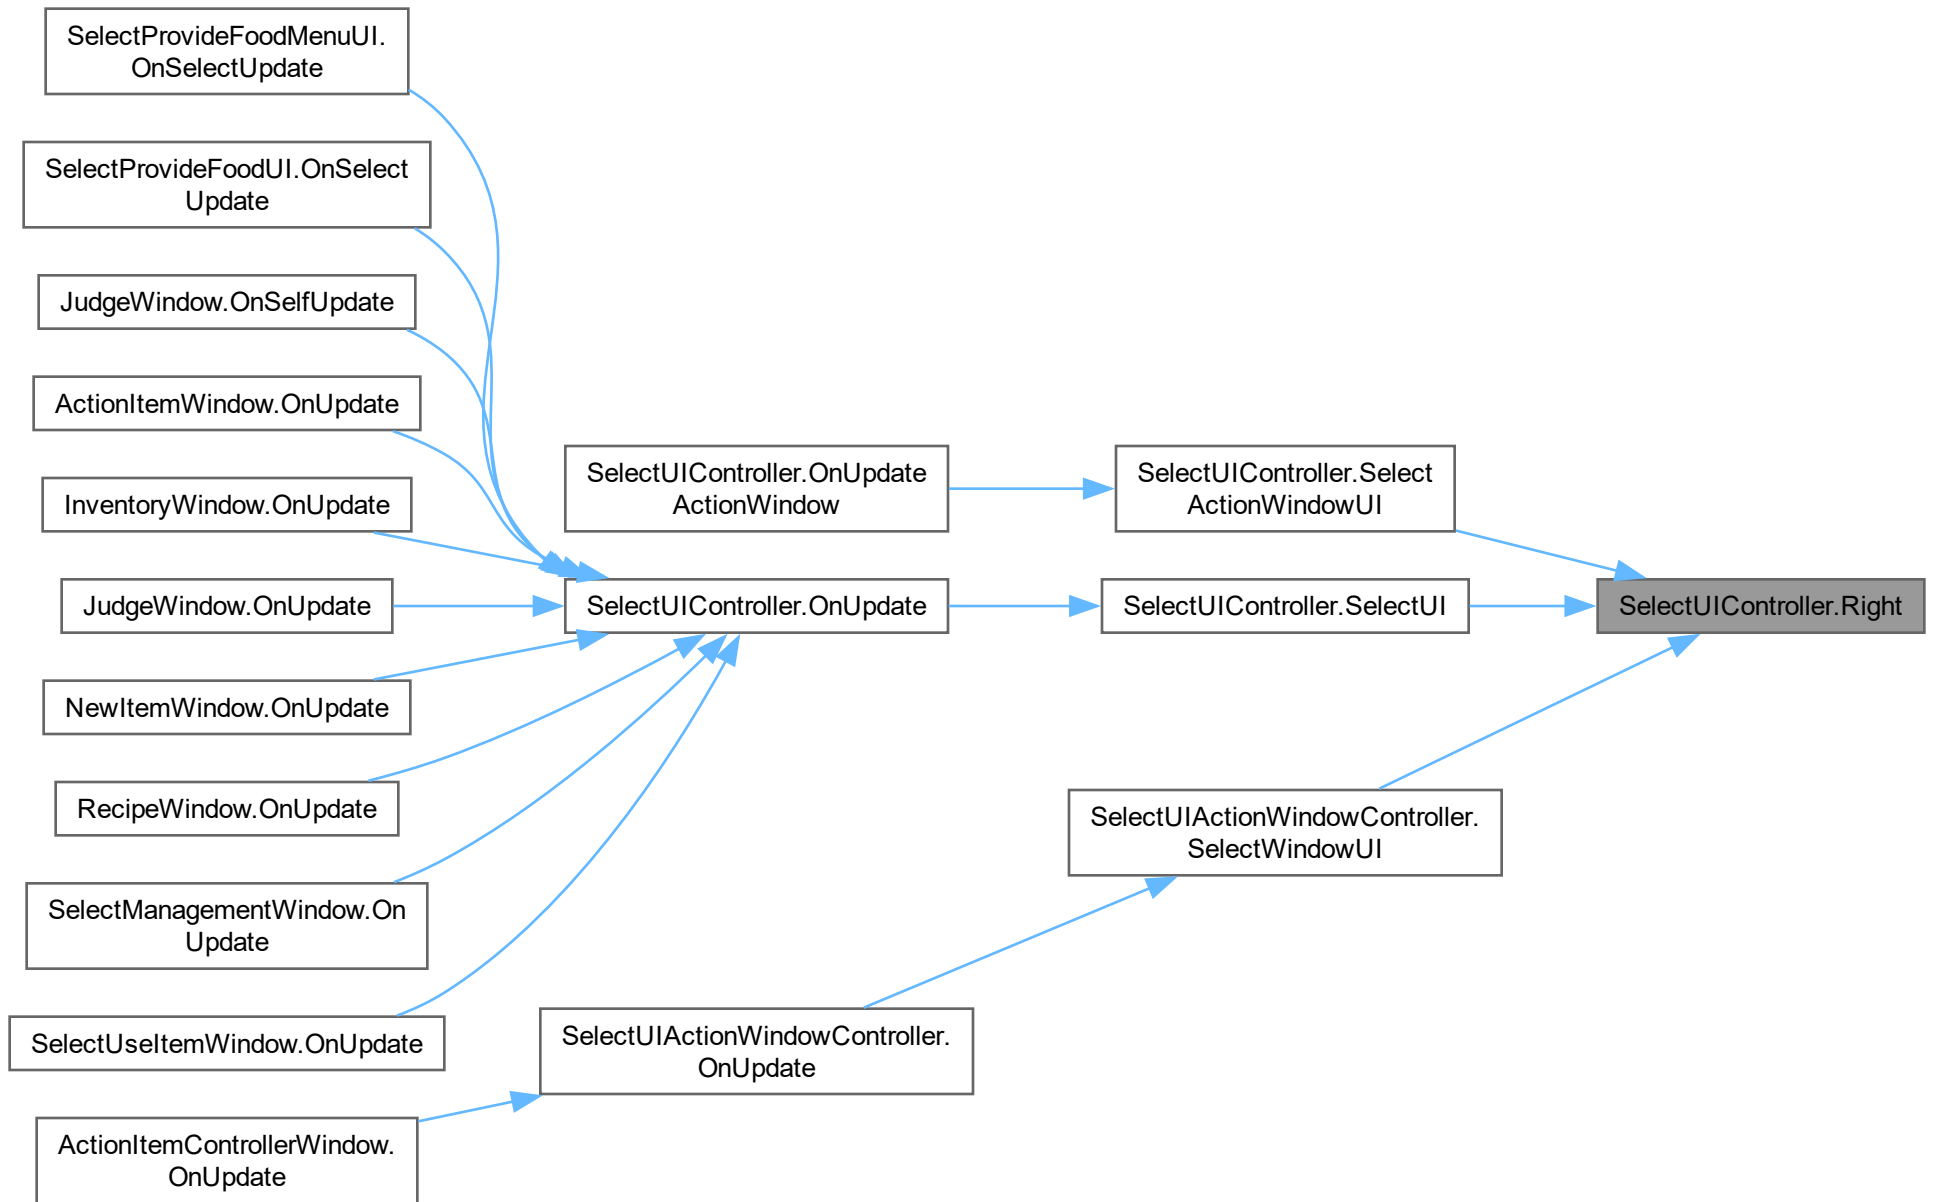 SelectProvideFoodMenuUI.
OnSelectUpdate
SelectProvideFoodUI.OnSelect
Update
JudgeWindow.OnSelfUpdate
ActionItemWindow.OnUpdate
InventoryWindow.OnUpdate
JudgeWindow.OnUpdate
NewItemWindow.OnUpdate
RecipeWindow.OnUpdate
SelectManagementWindow.On
Update
SelectUseItemWindow.OnUpdate
ActionItemControllerWindow.
OnUpdate
SelectUIController.OnUpdate
ActionWindow
SelectUIController.OnUpdate
SelectUIActionWindowController.
OnUpdate
SelectUIController.Select
ActionWindowUI
SelectUIController.SelectUI
SelectUIActionWindowController.
SelectWindowUI
SelectUIController.Right